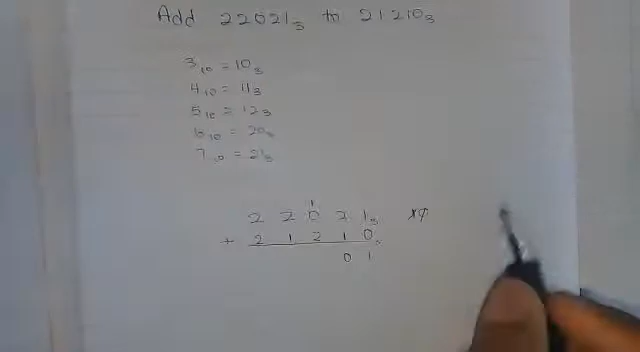 Add 22021₃ to 21210₃
3₁₀ = 10₃
4₁₀ = 11₃
5₁₀ = 12₃
6₁₀ = 20₃
7₁₀ = 21₃
1
2 2 0 2 1₃
+ 2 1 2 1 0₃
0 1